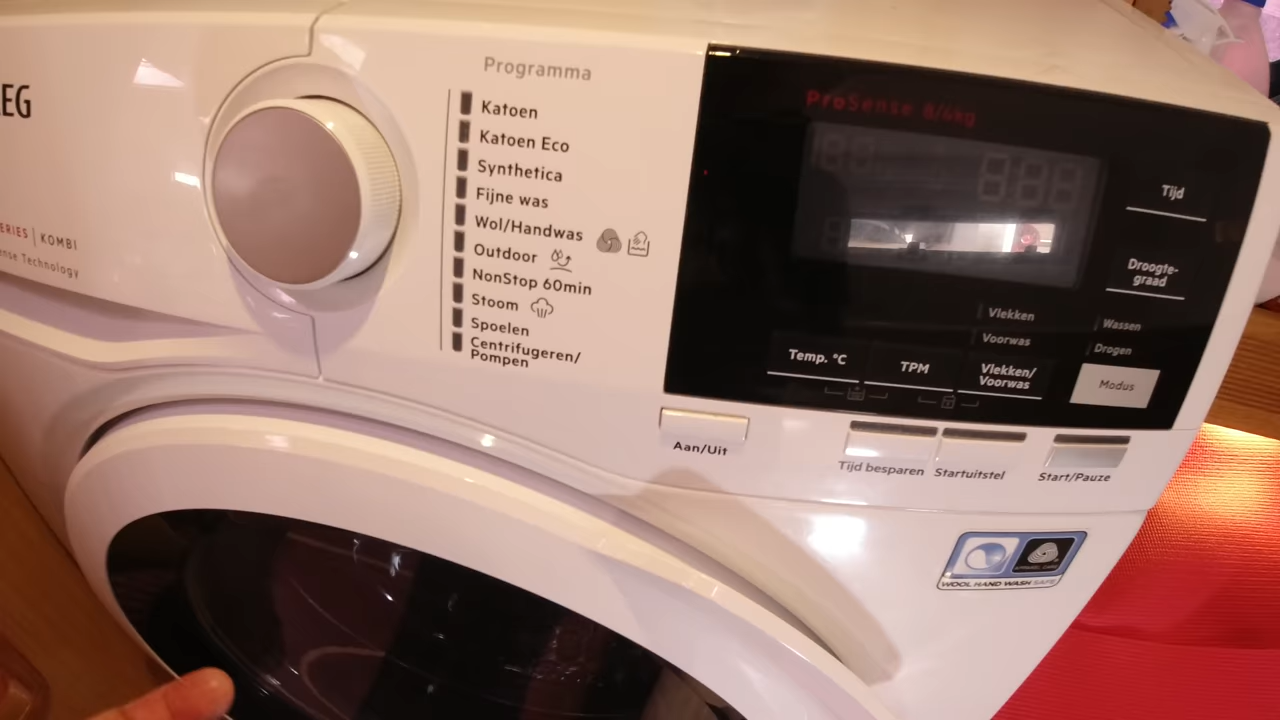 EG
ERIES | KOMBI
ense Technology
Programma
Katoen
Katoen Eco
Synthetica
Fijne was
Wol/Handwas
Outdoor
NonStop 60min
Stoom
Spoelen
Centrifugeren/
Pompen
ProSense 8/4kg
Tijd
Droogte-
graad
Vlekken
Voorwas
Wassen
Drogen
Temp. °C
TPM
Vlekken/
Voorwas
Modus
Aan/Uit
Tijd besparen
Startuitstel
Start/Pauze
WOOL HAND WASH SAFE